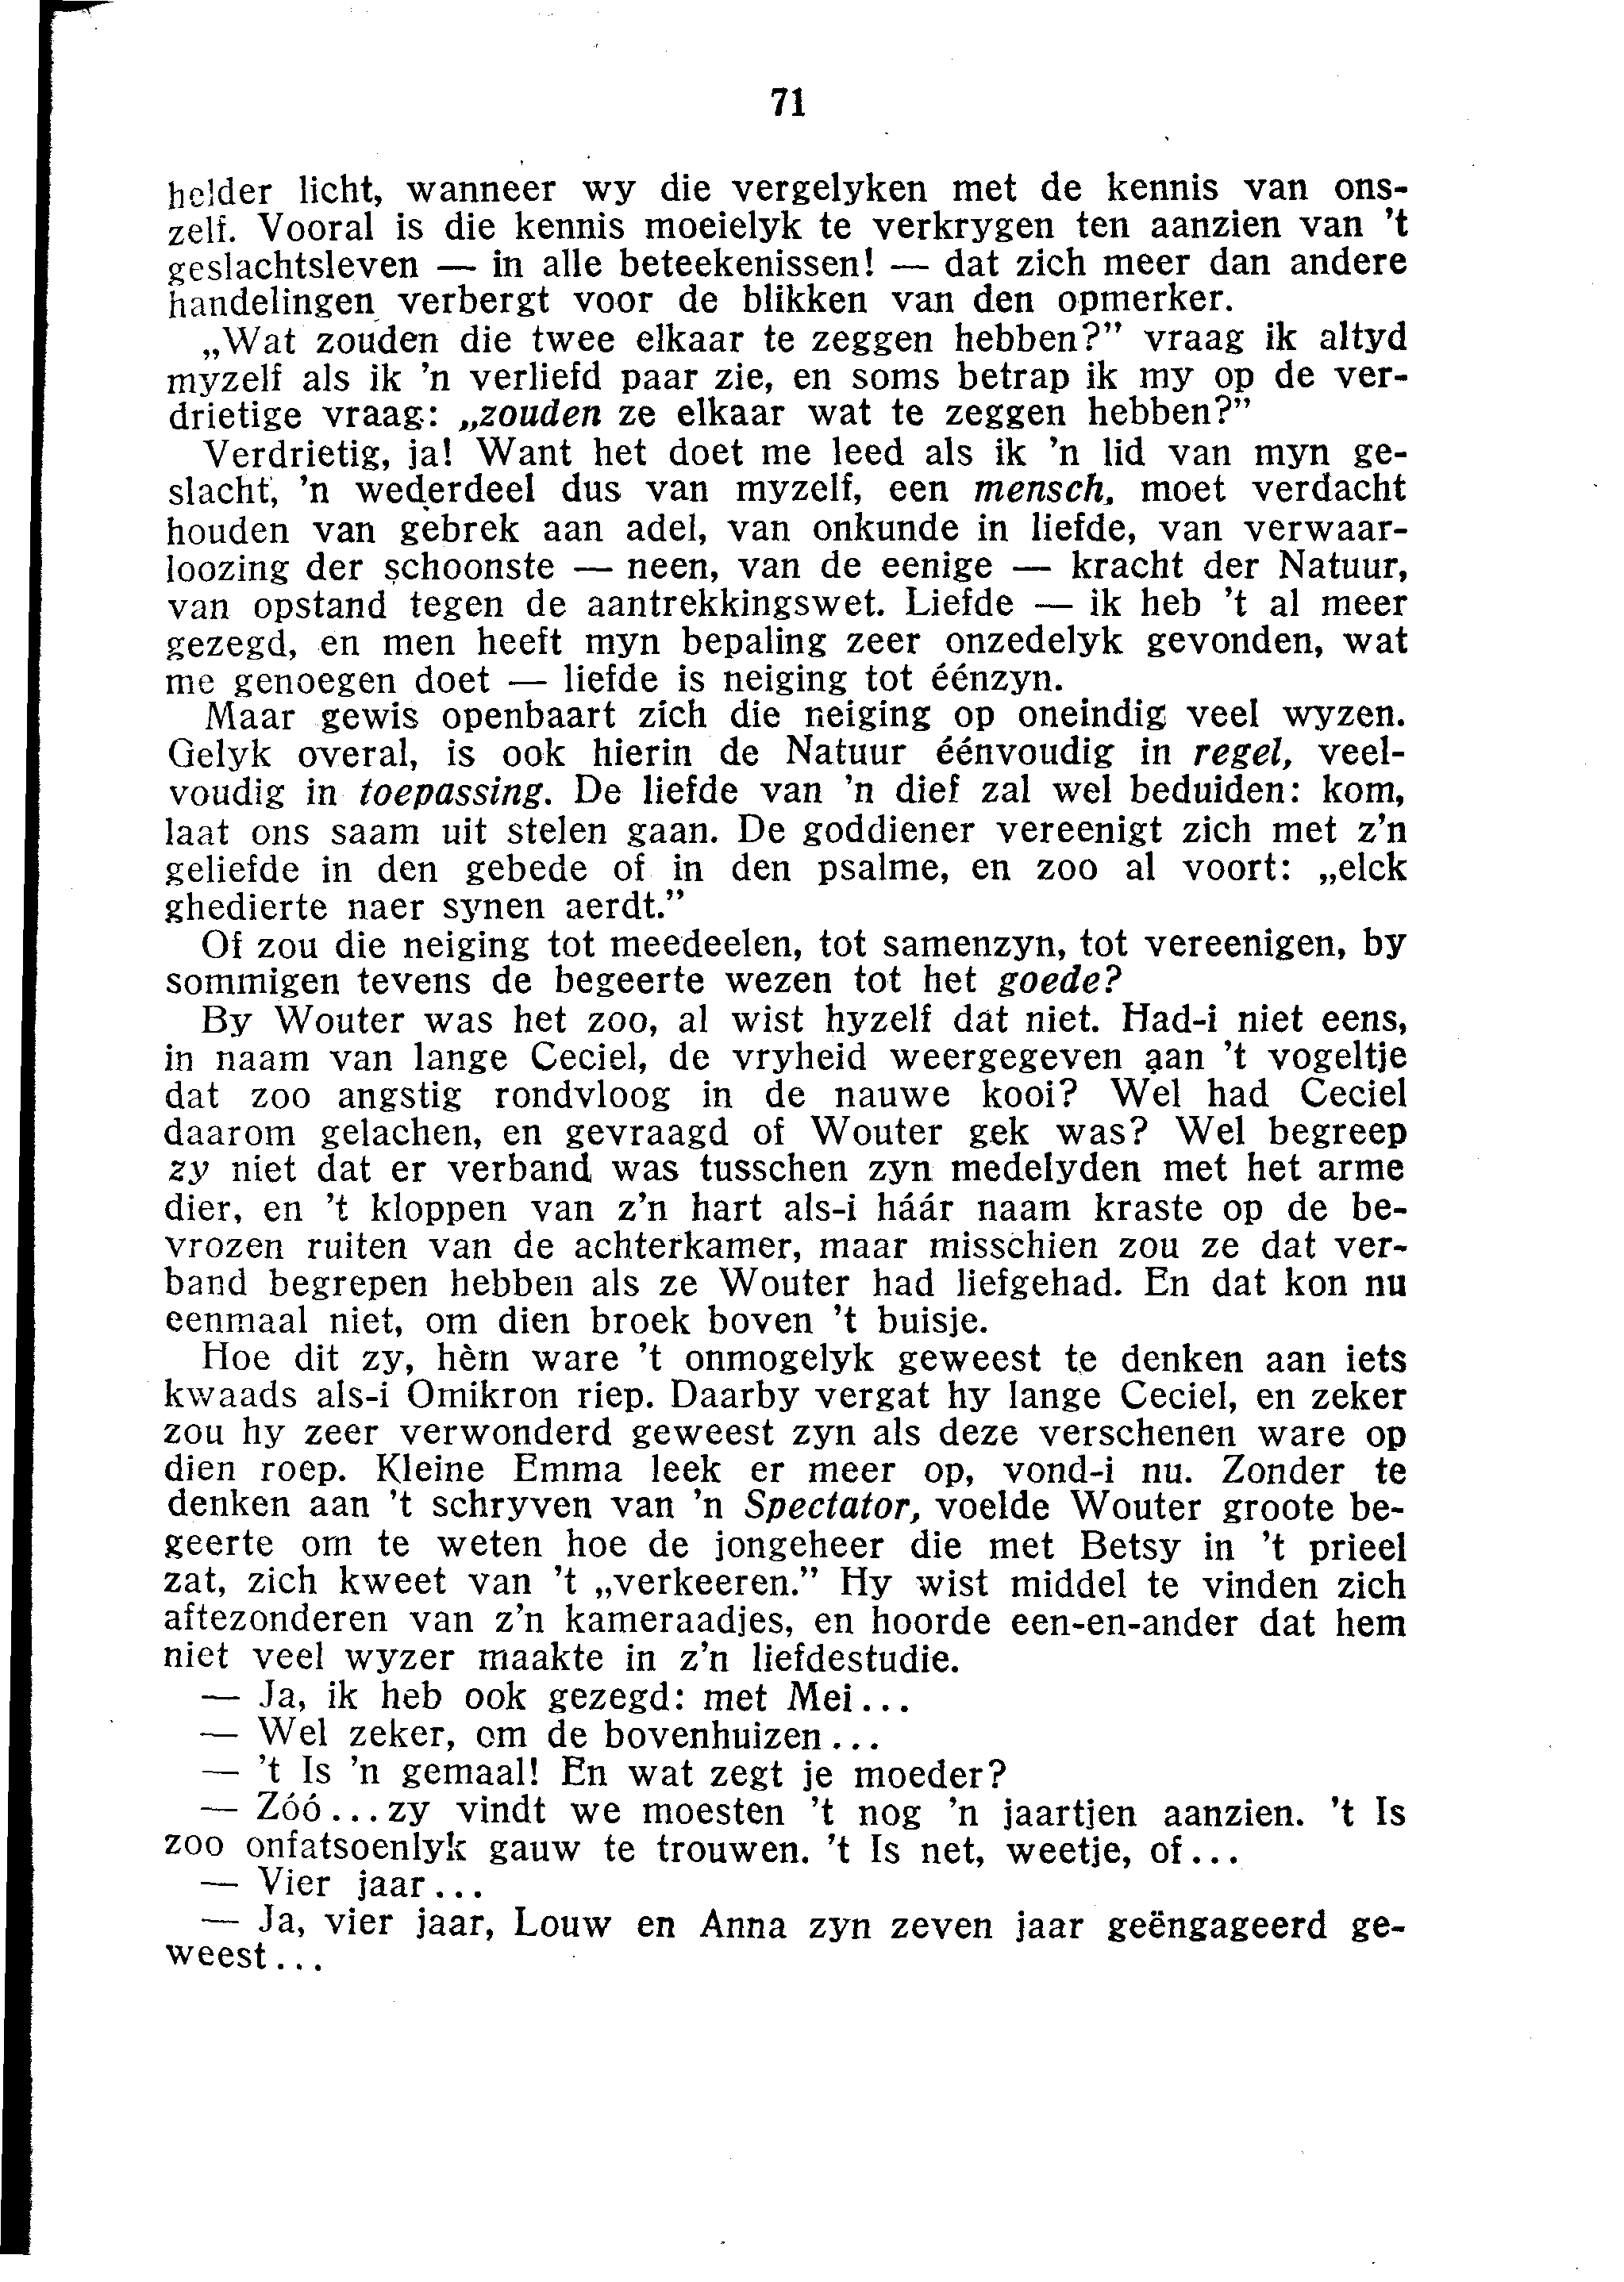 71
helder licht, wanneer wy die vergelyken met de kennis van ons-
zelf. Vooral is die kennis moeielyk te verkrygen ten aanzien van 't
geslachtsleven — in alle beteekenissen! — dat zich meer dan andere
handelingen verbergt voor de blikken van den opmerker.
„Wat zouden die twee elkaar te zeggen hebben?” vraag ik altyd
myzelf als ik 'n verliefd paar zie, en soms betrap ik my op de ver-
drietige vraag: „zouden ze elkaar wat te zeggen hebben?”
Verdrietig, ja! Want het doet me leed als ik 'n lid van myn ge-
slacht, 'n wederdeel dus van myzelf, een mensch, moet verdacht
houden van gebrek aan adel, van onkunde in liefde, van verwaar-
loozing der schoonste — neen, van de eenige — kracht der Natuur,
van opstand tegen de aantrekkingswet. Liefde — ik heb 't al meer
gezegd, en men heeft myn bepaling zeer onzedelyk gevonden, wat
me genoegen doet — liefde is neiging tot éénzyn.
Maar gewis openbaart zich die neiging op oneindig veel wyzen.
Gelyk overal, is ook hierin de Natuur éénvoudig in regel, veel-
voudig in toepassing. De liefde van 'n dief zal wel beduiden: kom,
laat ons saam uit stelen gaan. De goddiener vereenigt zich met z'n
geliefde in den gebede of in den psalme, en zoo al voort: „elck
ghedierte naer synen aerdt.”
Of zou die neiging tot meedeelen, tot samenzyn, tot vereenigen, by
sommigen tevens de begeerte wezen tot het goede?
By Wouter was het zoo, al wist hyzelf dat niet. Had-i niet eens,
in naam van lange Ceciel, de vryheid weergegeven aan 't vogeltje
dat zoo angstig rondvloog in de nauwe kooi? Wel had Ceciel
daarom gelachen, en gevraagd of Wouter gek was? Wel begreep
zy niet dat er verband was tusschen zyn medelyden met het arme
dier, en 't kloppen van z'n hart als-i háár naam kraste op de be-
vrozen ruiten van de achterkamer, maar misschien zou ze dat ver-
band begrepen hebben als ze Wouter had liefgehad. En dat kon nu
eenmaal niet, om dien broek boven 't buisje.
Hoe dit zy, hèm ware 't onmogelyk geweest te denken aan iets
kwaads als-i Omikron riep. Daarby vergat hy lange Ceciel, en zeker
zou hy zeer verwonderd geweest zyn als deze verschenen ware op
dien roep. Kleine Emma leek er meer op, vond-i nu. Zonder te
denken aan 't schryven van 'n Spectator, voelde Wouter groote be-
geerte om te weten hoe de jongeheer die met Betsy in 't prieel
zat, zich kweet van 't „verkeeren.” Hy wist middel te vinden zich
aftezonderen van z'n kameraadjes, en hoorde een-en-ander dat hem
niet veel wyzer maakte in z'n liefdestudie.
— Ja, ik heb ook gezegd: met Mei...
— Wel zeker, om de bovenhuizen...
— 't Is 'n gemaal! En wat zegt je moeder?
— Zóó... zy vindt we moesten 't nog 'n jaartjen aanzien. 't Is
zoo onfatsoenlyk gauw te trouwen. 't Is net, weetje, of...
— Vier jaar...
— Ja, vier jaar, Louw en Anna zyn zeven jaar geëngageerd ge-
weest...